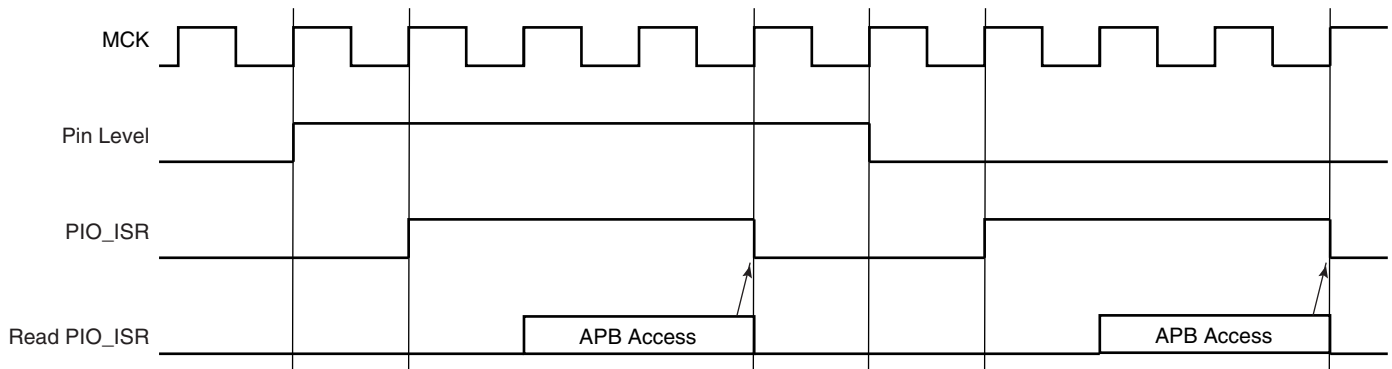 MCK
Pin Level
PIO_ISR
Read PIO_ISR
APB Access
APB Access